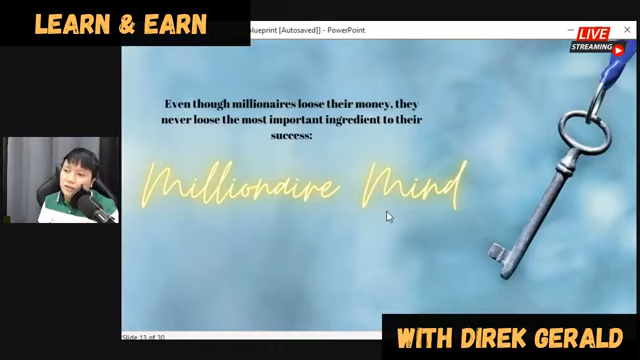 LEARN & EARN
lueprint [Autosaved]] - PowerPoint
LIVE
STREAMING
Even though millionaires loose their money, they
never loose the most important ingredient to their
success:
Millionaire Mind
Slide 13 of 30
WITH DIREK GERALD